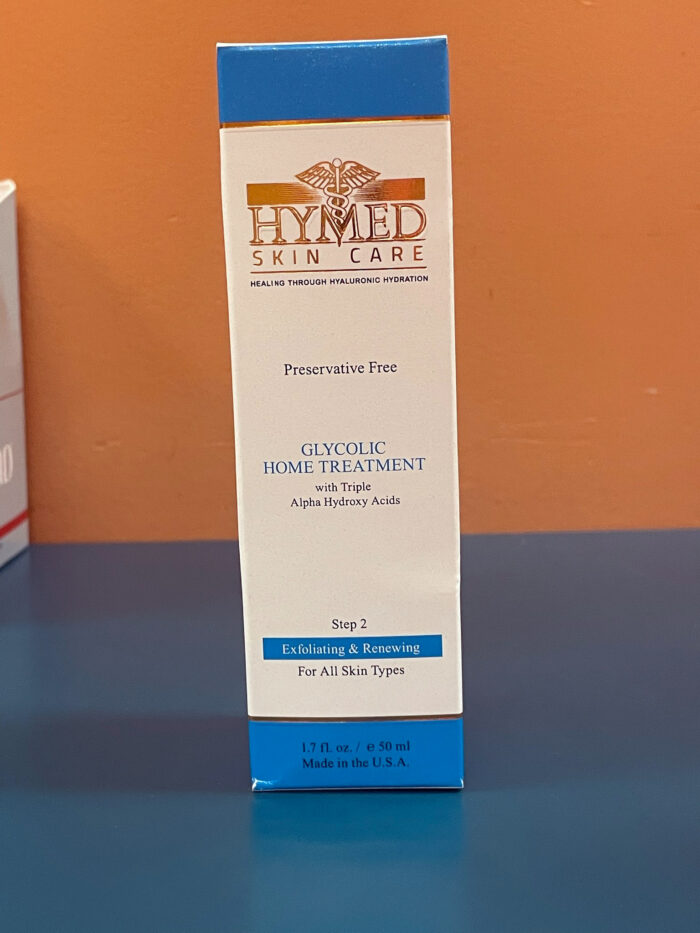 HYMED
SKIN CARE
HEALING THROUGH HYALURONIC HYDRATION
Preservative Free
GLYCOLIC
HOME TREATMENT
with Triple
Alpha Hydroxy Acids
Step 2
Exfoliating & Renewing
For All Skin Types
1.7 fl. oz. / ℮ 50 ml
Made in the U.S.A.